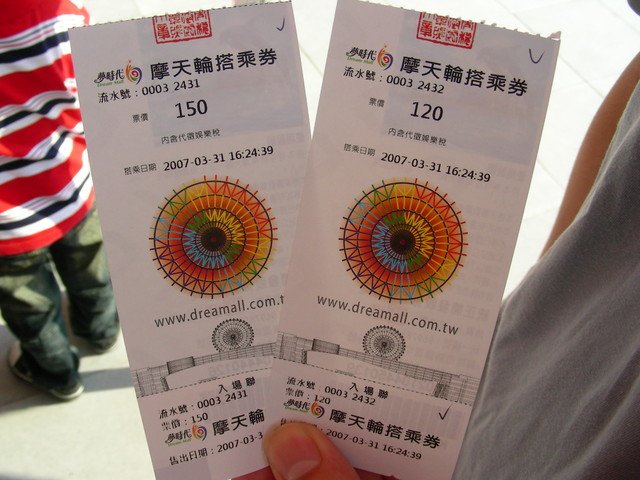 夢時代
Dream Mall
摩天輪搭乘券
流水號：0003 2431
票價
150
內含代徵娛樂稅
搭乘日期
2007-03-31 16:24:39
www.dreamall.com.t
入場聯
流水號：0003 2431
票價：150
夢時代
摩天輪
售出日期：2007-03-3
夢時代
Dream Mall
摩天輪搭乘券
流水號：0003 2432
票價
120
內含代徵娛樂稅
搭乘日期
2007-03-31 16:24:39
www.dreamall.com.tw
入場聯
流水號：0003 2432
票價：120
夢時代
摩天輪搭乘券
-03-31 16:24:39